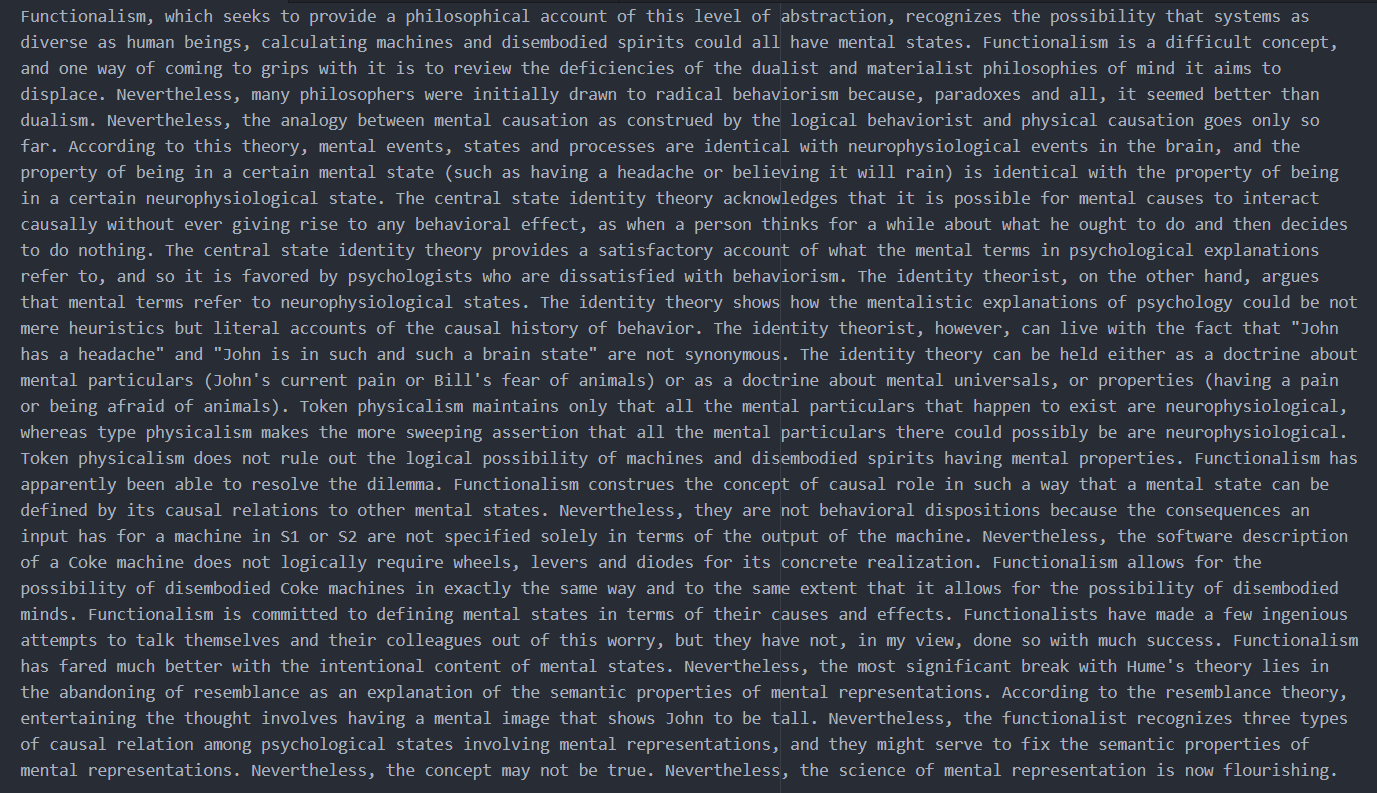 Functionalism, which seeks to provide a philosophical account of this level of abstraction, recognizes the possibility that systems as
diverse as human beings, calculating machines and disembodied spirits could all have mental states. Functionalism is a difficult concept,
and one way of coming to grips with it is to review the deficiencies of the dualist and materialist philosophies of mind it aims to
displace. Nevertheless, many philosophers were initially drawn to radical behaviorism because, paradoxes and all, it seemed better than
dualism. Nevertheless, the analogy between mental causation as construed by the logical behaviorist and physical causation goes only so
far. According to this theory, mental events, states and processes are identical with neurophysiological events in the brain, and the
property of being in a certain mental state (such as having a headache or believing it will rain) is identical with the property of being
in a certain neurophysiological state. The central state identity theory acknowledges that it is possible for mental causes to interact
causally without ever giving rise to any behavioral effect, as when a person thinks for a while about what he ought to do and then decides
to do nothing. The central state identity theory provides a satisfactory account of what the mental terms in psychological explanations
refer to, and so it is favored by psychologists who are dissatisfied with behaviorism. The identity theorist, on the other hand, argues
that mental terms refer to neurophysiological states. The identity theory shows how the mentalistic explanations of psychology could be not
mere heuristics but literal accounts of the causal history of behavior. The identity theorist, however, can live with the fact that "John
has a headache" and "John is in such and such a brain state" are not synonymous. The identity theory can be held either as a doctrine about
mental particulars (John's current pain or Bill's fear of animals) or as a doctrine about mental universals, or properties (having a pain
or being afraid of animals). Token physicalism maintains only that all the mental particulars that happen to exist are neurophysiological,
whereas type physicalism makes the more sweeping assertion that all the mental particulars there could possibly be are neurophysiological.
Token physicalism does not rule out the logical possibility of machines and disembodied spirits having mental properties. Functionalism has
apparently been able to resolve the dilemma. Functionalism construes the concept of causal role in such a way that a mental state can be
defined by its causal relations to other mental states. Nevertheless, they are not behavioral dispositions because the consequences an
input has for a machine in S1 or S2 are not specified solely in terms of the output of the machine. Nevertheless, the software description
of a Coke machine does not logically require wheels, levers and diodes for its concrete realization. Functionalism allows for the
possibility of disembodied Coke machines in exactly the same way and to the same extent that it allows for the possibility of disembodied
minds. Functionalism is committed to defining mental states in terms of their causes and effects. Functionalists have made a few ingenious
attempts to talk themselves and their colleagues out of this worry, but they have not, in my view, done so with much success. Functionalism
has fared much better with the intentional content of mental states. Nevertheless, the most significant break with Hume's theory lies in
the abandoning of resemblance as an explanation of the semantic properties of mental representations. According to the resemblance theory,
entertaining the thought involves having a mental image that shows John to be tall. Nevertheless, the functionalist recognizes three types
of causal relation among psychological states involving mental representations, and they might serve to fix the semantic properties of
mental representations. Nevertheless, the concept may not be true. Nevertheless, the science of mental representation is now flourishing.